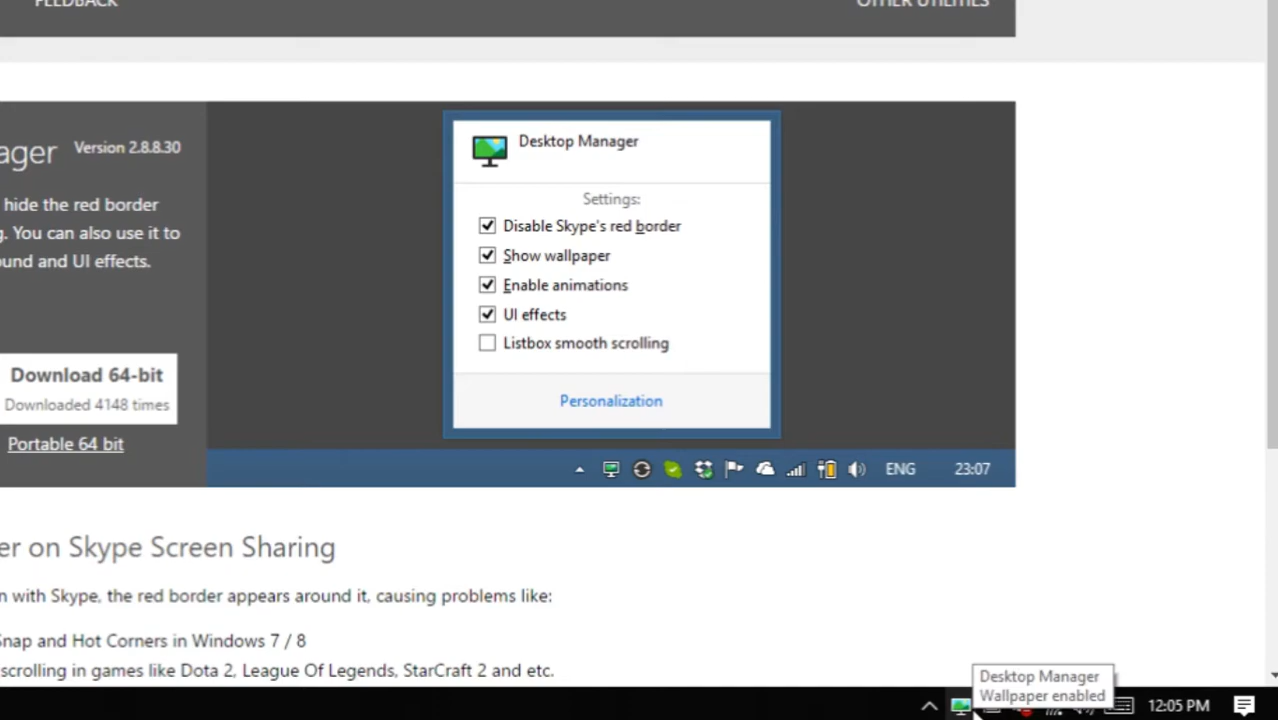 FEEDBACK
OTHER UTILITIES
ager Version 2.8.8.30
hide the red border
g. You can also use it to
ound and UI effects.
Download 64-bit
Downloaded 4148 times
Portable 64 bit
Desktop Manager
Settings:
Disable Skype's red border
Show wallpaper
Enable animations
UI effects
Listbox smooth scrolling
Personalization
ENG
23:07
er on Skype Screen Sharing
n with Skype, the red border appears around it, causing problems like:
Snap and Hot Corners in Windows 7 / 8
scrolling in games like Dota 2, League Of Legends, StarCraft 2 and etc.
Desktop Manager
Wallpaper enabled
12:05 PM